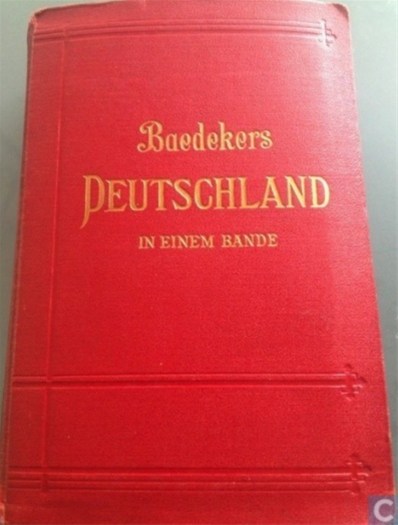 Baedekers
DEUTSCHLAND
IN EINEM BANDE
C